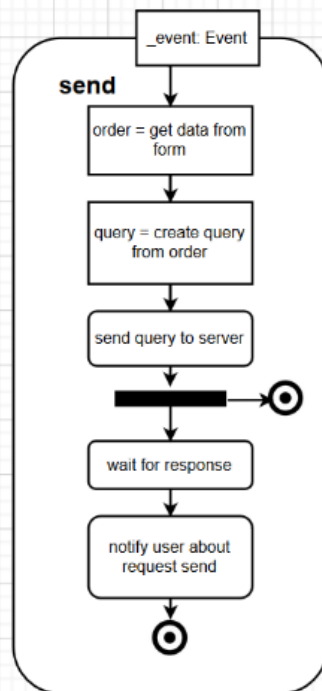 _event: Event
send
order = get data from
form
query = create query
from order
send query to server
wait for response
notify user about
request send